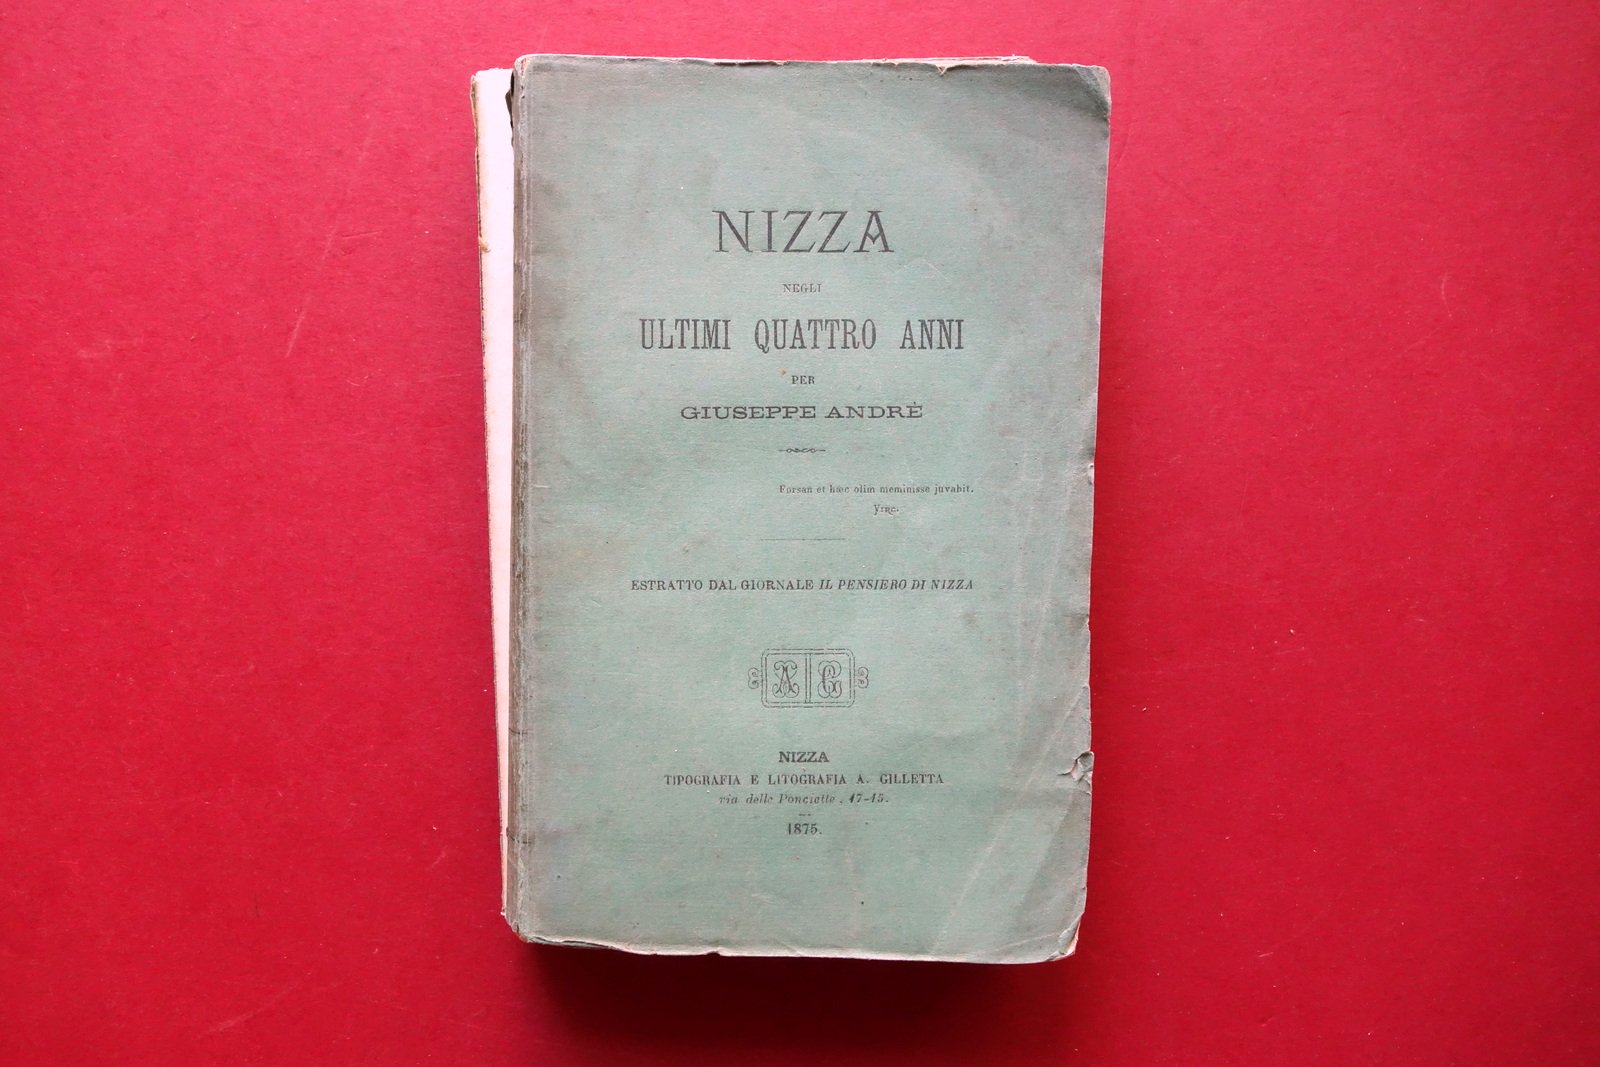 NIZZA
NEGLI
ULTIMI QUATTRO ANNI
PER
GIUSEPPE ANDRÈ
Forsan et hæc olim meminisse juvabit.
VIRG.
ESTRATTO DAL GIORNALE IL PENSIERO DI NIZZA
A G
NIZZA
TIPOGRAFIA E LITOGRAFIA A. GILLETTA
via delle Ponciette, 17-15.
1875.